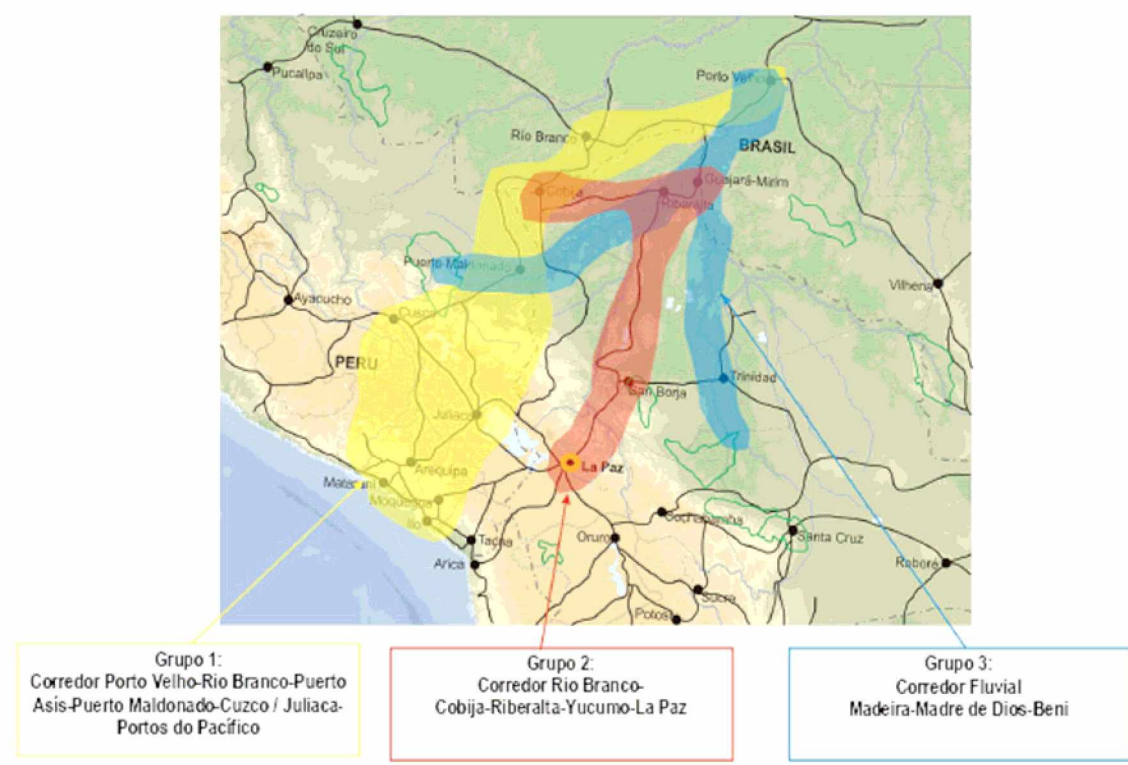 Cruzeiro
do Sul
Pucallpa
Porto Velho
Rio Branco
BRASIL
Cobija
Guajará-Mirim
Riberalta
Puerto Maldonado
Vilhena
Ayacucho
Cusco
PERU
Trinidad
San Borja
Juliaca
La Paz
Arequipa
Matarani
Moquegua
Ilo
Cochabamba
Tacna
Oruro
Santa Cruz
Arica
Roboré
Sucre
Potosí
Grupo 1:
Corredor Porto Velho-Rio Branco-Puerto
Asís-Puerto Maldonado-Cuzco / Juliaca-
Portos do Pacífico
Grupo 2:
Corredor Rio Branco-
Cobija-Riberalta-Yucumo-La Paz
Grupo 3:
Corredor Fluvial
Madeira-Madre de Dios-Beni